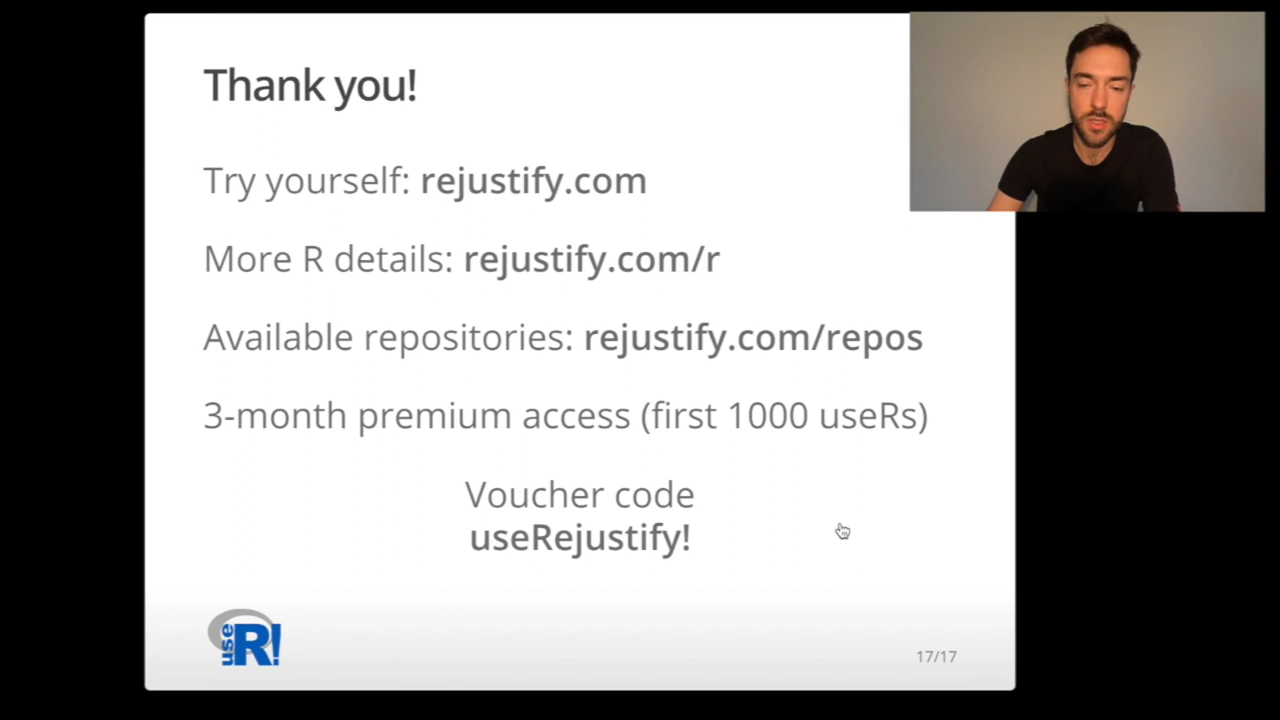 Thank you!
Try yourself: rejustify.com
More R details: rejustify.com/r
Available repositories: rejustify.com/repos
3-month premium access (first 1000 useRs)
Voucher code
useRejustify!
use R!
17/17